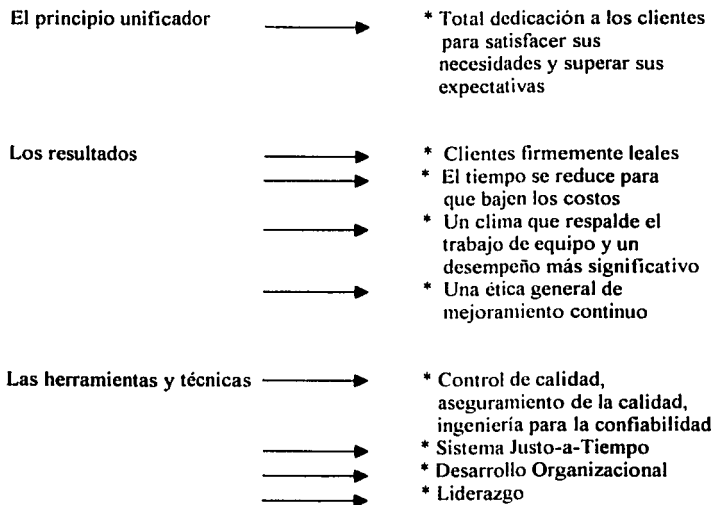 El principio unificador
* Total dedicación a los clientes
para satisfacer sus
necesidades y superar sus
expectativas
Los resultados
* Clientes firmemente leales
* El tiempo se reduce para
que bajen los costos
* Un clima que respalde el
trabajo de equipo y un
desempeño más significativo
* Una ética general de
mejoramiento continuo
Las herramientas y técnicas
* Control de calidad,
aseguramiento de la calidad,
ingeniería para la confiabilidad
* Sistema Justo-a-Tiempo
* Desarrollo Organizacional
* Liderazgo